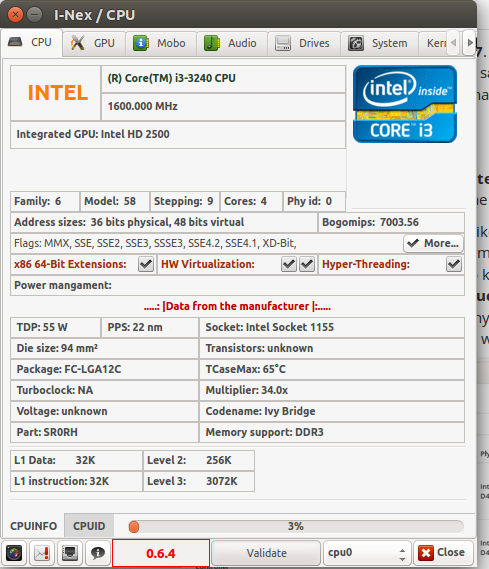 I-Nex / CPU
CPU GPU Mobo Audio Drives System Ker
INTEL
(R) Core(TM) i3-3240 CPU
1600.000 MHz
Integrated GPU: Intel HD 2500
intel inside™
CORE i3
Family: 6 Model: 58 Stepping: 9 Cores: 4 Phy id: 0
Address sizes: 36 bits physical, 48 bits virtual Bogomips: 7003.56
Flags: MMX, SSE, SSE2, SSE3, SSSE3, SSE4.2, SSE4.1, XD-Bit, More...
x86 64-Bit Extensions: HW Virtualization: Hyper-Threading:
Power mangament:
.....: |Data from the manufacturer |:.....
TDP: 55 W PPS: 22 nm Socket: Intel Socket 1155
Die size: 94 mm² Transistors: unknown
Package: FC-LGA12C TCaseMax: 65°C
Turboclock: NA Multiplier: 34.0x
Voltage: unknown Codename: Ivy Bridge
Part: SR0RH Memory support: DDR3
L1 Data: 32K Level 2: 256K
L1 instruction: 32K Level 3: 3072K
CPUINFO CPUID 3%
0.6.4 Validate cpu0 Close